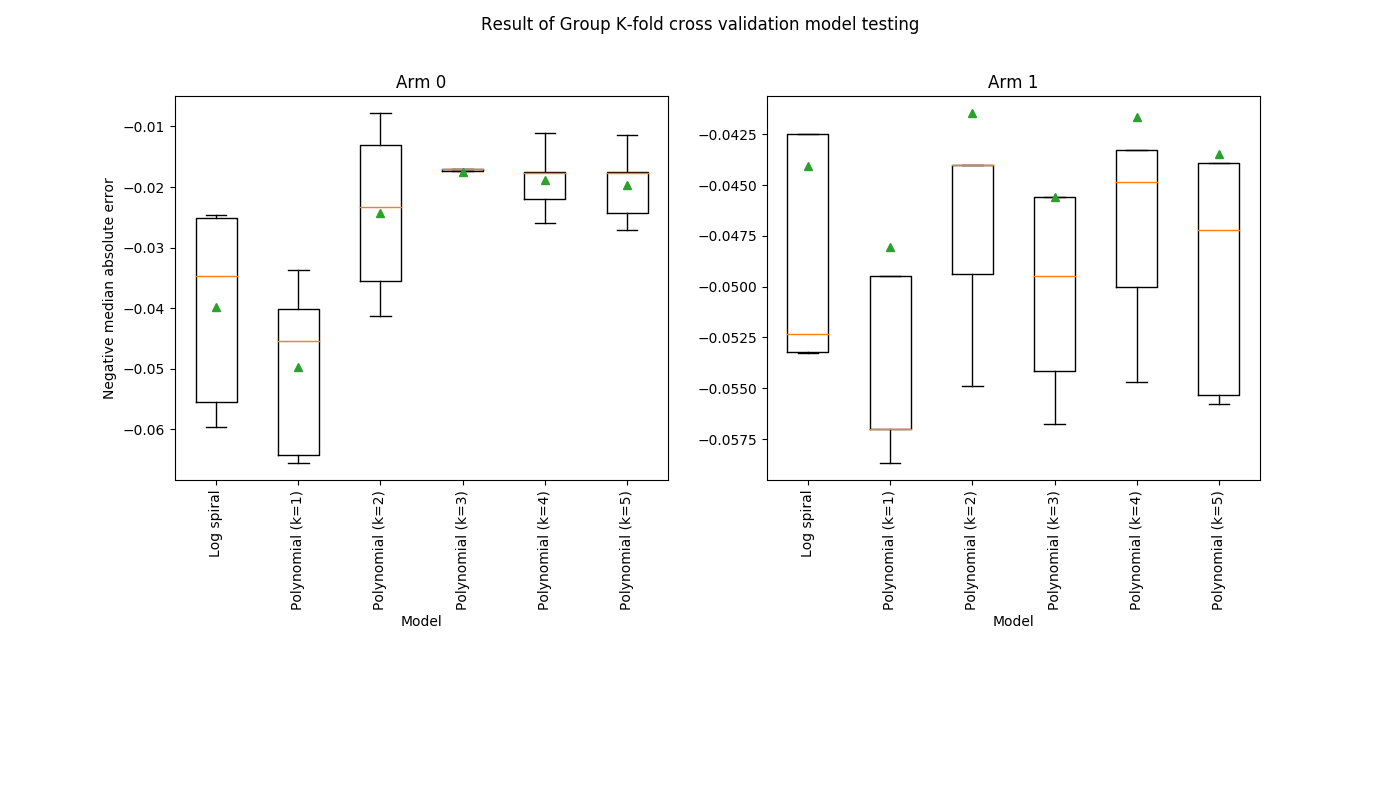 Result of Group K-fold cross validation model testing
Arm 0
Negative median absolute error
−0.01
−0.02
−0.03
−0.04
−0.05
−0.06
Log spiral
Polynomial (k=1)
Polynomial (k=2)
Polynomial (k=3)
Polynomial (k=4)
Polynomial (k=5)
Model
Arm 1
−0.0425
−0.0450
−0.0475
−0.0500
−0.0525
−0.0550
−0.0575
Log spiral
Polynomial (k=1)
Polynomial (k=2)
Polynomial (k=3)
Polynomial (k=4)
Polynomial (k=5)
Model